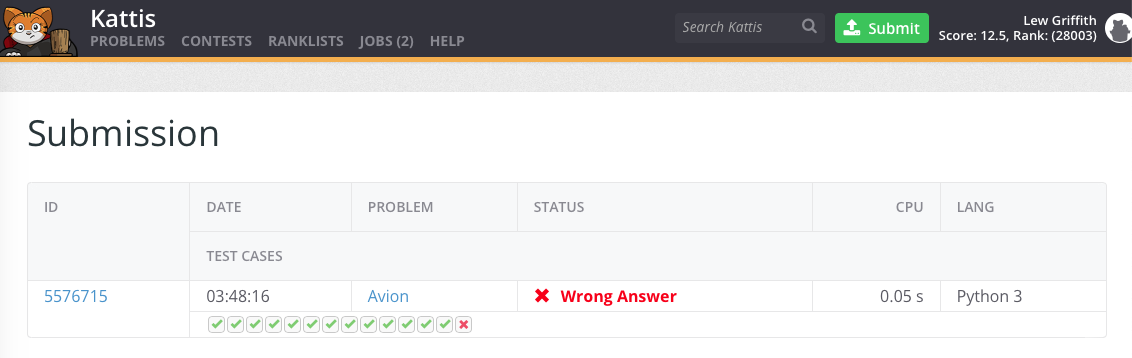 Kattis
PROBLEMS CONTESTS RANKLISTS JOBS (2) HELP
Search Kattis
Submit
Lew Griffith
Score: 12.5, Rank: (28003)
Submission
ID DATE PROBLEM STATUS CPU LANG
TEST CASES
5576715 03:48:16 Avion Wrong Answer 0.05 s Python 3